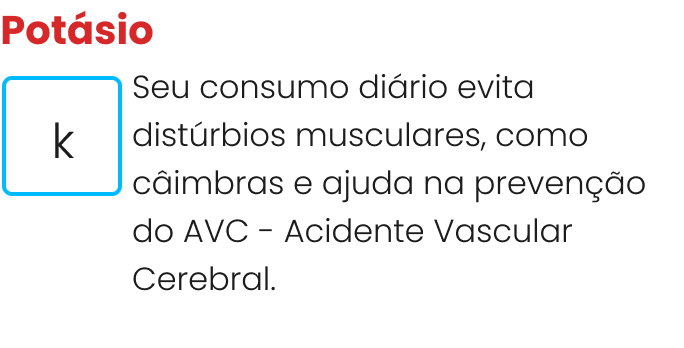 Potásio
k
Seu consumo diário evita
distúrbios musculares, como
câimbras e ajuda na prevenção
do AVC - Acidente Vascular
Cerebral.